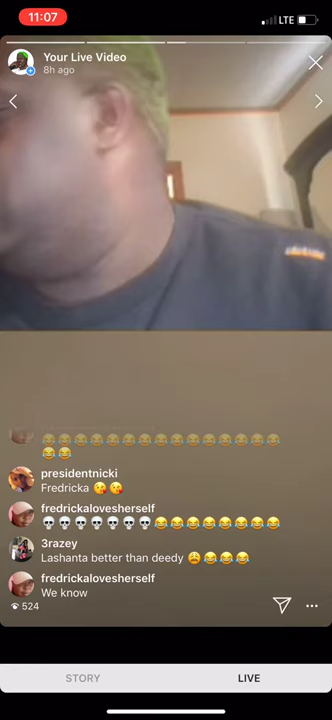 11:07
LTE
Your Live Video
8h ago
😂😂😂😂😂😂😂😂😂😂😂😂😂😂😂
😂😂
presidentnicki
Fredricka 😘😘
fredrickalovesherself
💀💀💀💀💀💀💀😂😂😂😂😂😂😂😂
3razey
Lashanta better than deedy 😩😂😂😂
fredrickalovesherself
We know
524
STORY
LIVE